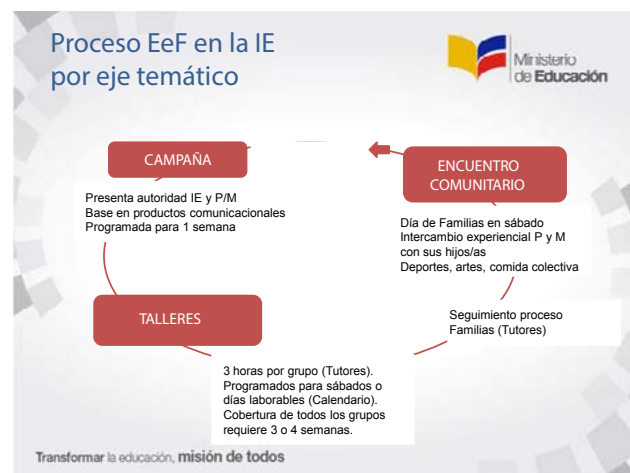 Proceso EeF en la IE
por eje temático
Ministerio
de Educación
CAMPAÑA
Presenta autoridad IE y P/M
Base en productos comunicacionales
Programada para 1 semana
ENCUENTRO
COMUNITARIO
Día de Familias en sábado
Intercambio experiencial P y M
con sus hijos/as
Deportes, artes, comida colectiva
TALLERES
Seguimiento proceso
Familias (Tutores)
3 horas por grupo (Tutores).
Programados para sábados o
días laborables (Calendario).
Cobertura de todos los grupos
requiere 3 o 4 semanas.
Transformar la educación, misión de todos